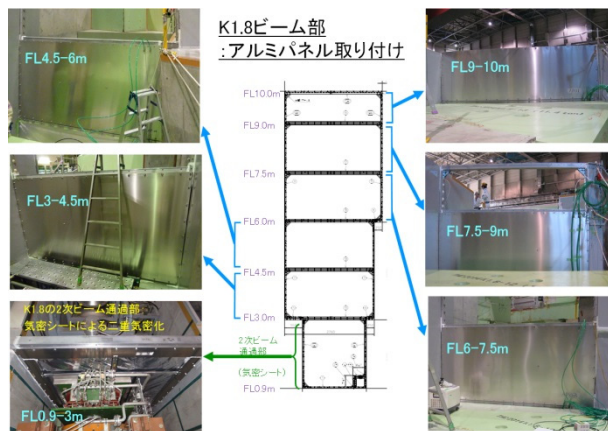 K1.8ビーム部
:アルミパネル取り付け
FL4.5-6m
FL3-4.5m
K1.8の2次ビーム通過部
気密シートによる二重気密化
FL0.9-3m
FL10.0m
FL9.0m
FL7.5m
FL6.0m
FL4.5m
FL3.0m
2次ビーム
通過部
(気密シート)
FL0.9m
FL9-10m
FL7.5-9m
FL6-7.5m